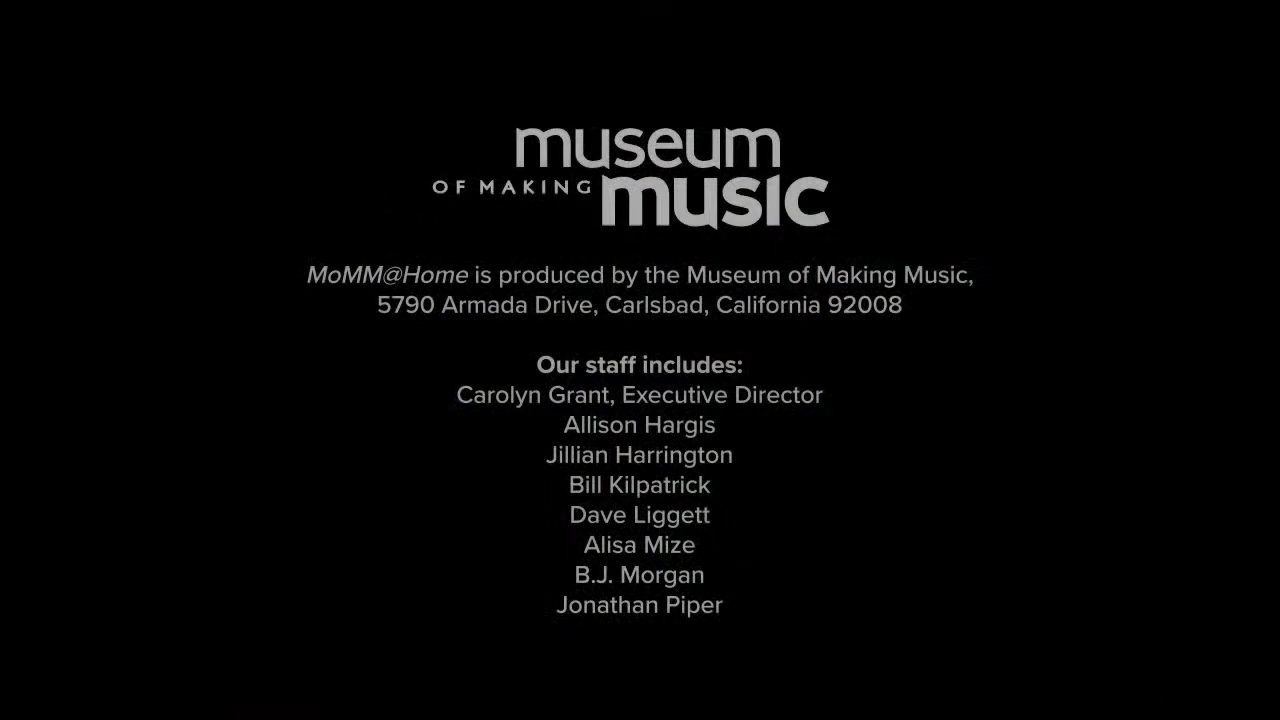 museum
OF MAKING music
MoMM@Home is produced by the Museum of Making Music,
5790 Armada Drive, Carlsbad, California 92008
Our staff includes:
Carolyn Grant, Executive Director
Allison Hargis
Jillian Harrington
Bill Kilpatrick
Dave Liggett
Alisa Mize
B.J. Morgan
Jonathan Piper